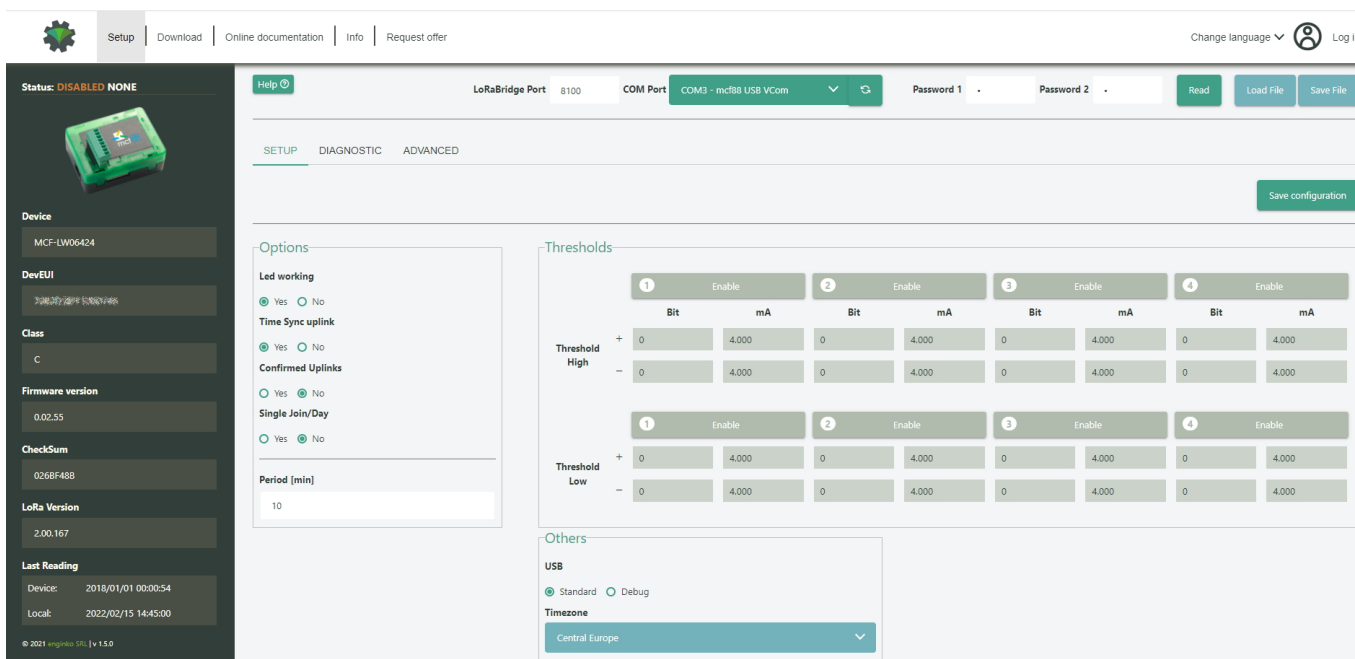 Setup Download Online documentation Info Request offer Change language Log i
Status: DISABLED NONE
Help LoRaBridge Port 8100 COM Port COM3 - mcf88 USB VCom Password 1 Password 2 Read Load File Save File
SETUP DIAGNOSTIC ADVANCED
Save configuration
Device
MCF-LW06424
DevEUI
Class
C
Firmware version
0.02.55
CheckSum
026BF48B
LoRa Version
2.00.167
Last Reading
Device: 2018/01/01 00:00:54
Local: 2022/02/15 14:45:00
© 2021 enginko SRL | v 1.5.0
Options
Led working
Yes No
Time Sync uplink
Yes No
Confirmed Uplinks
Yes No
Single Join/Day
Yes No
Period [min]
10
Thresholds
1 Enable 2 Enable 3 Enable 4 Enable
Bit mA Bit mA Bit mA Bit mA
Threshold High
+ 0 4.000 0 4.000 0 4.000 0 4.000
− 0 4.000 0 4.000 0 4.000 0 4.000
1 Enable 2 Enable 3 Enable 4 Enable
Threshold Low
+ 0 4.000 0 4.000 0 4.000 0 4.000
− 0 4.000 0 4.000 0 4.000 0 4.000
Others
USB
Standard Debug
Timezone
Central Europe